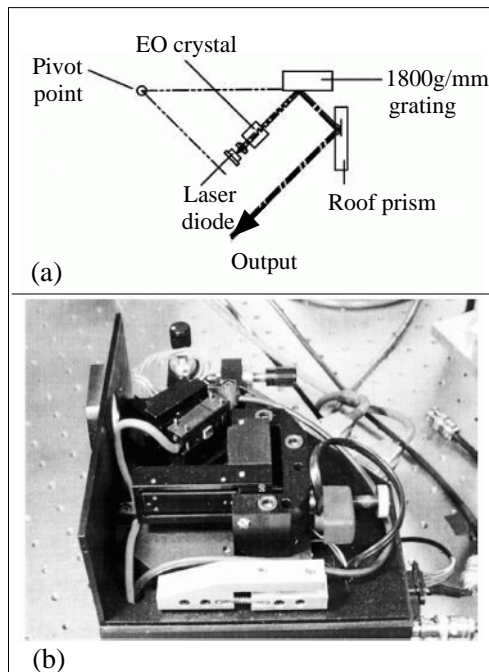 EO crystal
Pivot
point
1800g/mm
grating
Laser
diode
Roof prism
Output
(a)
(b)